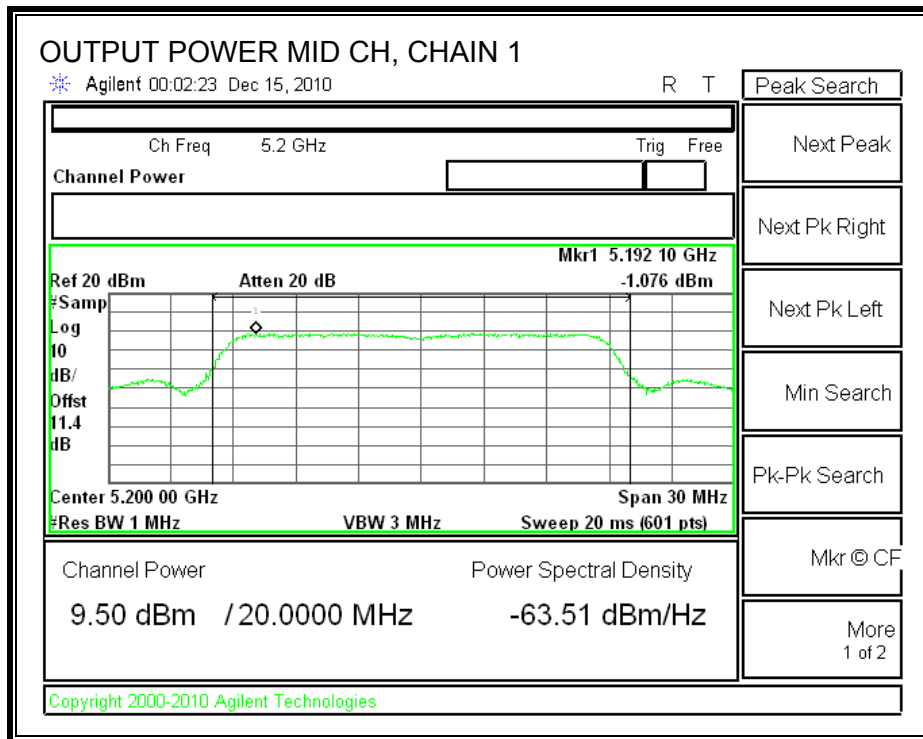 OUTPUT POWER MID CH, CHAIN 1
Agilent 00:02:23 Dec 15, 2010 R T
Peak Search
Ch Freq 5.2 GHz Trig Free
Channel Power
Mkr1 5.192 10 GHz
Ref 20 dBm Atten 20 dB -1.076 dBm
#Samp
Log
10
dB/
Offst
11.4
dB
1
Center 5.200 00 GHz Span 30 MHz
#Res BW 1 MHz VBW 3 MHz Sweep 20 ms (601 pts)
Channel Power Power Spectral Density
9.50 dBm / 20.0000 MHz -63.51 dBm/Hz
Copyright 2000-2010 Agilent Technologies
Next Peak
Next Pk Right
Next Pk Left
Min Search
Pk-Pk Search
Mkr © CF
More
1 of 2